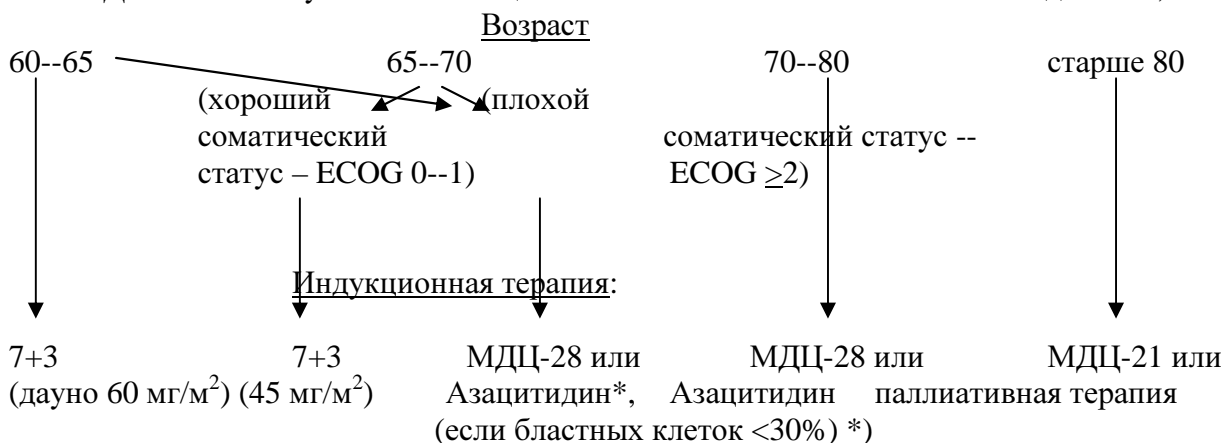 Возраст
60--65 65--70 70--80 старше 80
(хороший (плохой
соматический соматический статус --
статус – ECOG 0--1) ECOG ≥2)
Индукционная терапия:
7+3 7+3 МДЦ-28 или МДЦ-28 или МДЦ-21 или
(дауно 60 мг/м²) (45 мг/м²) Азацитидин*, Азацитидин паллиативная терапия
(если бластных клеток <30%) *)